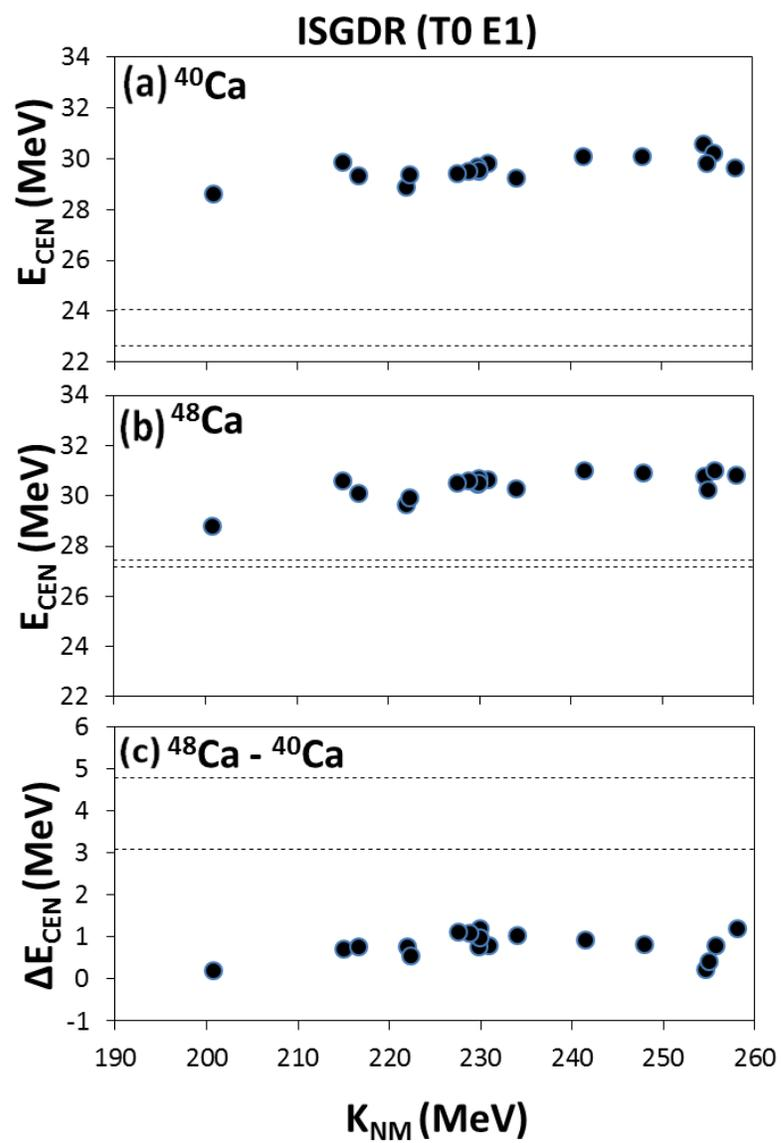 ISGDR (T0 E1)
(a) ⁴⁰Ca
E_CEN (MeV)
34
32
30
28
26
24
22
(b) ⁴⁸Ca
E_CEN (MeV)
34
32
30
28
26
24
22
(c) ⁴⁸Ca - ⁴⁰Ca
ΔE_CEN (MeV)
6
5
4
3
2
1
0
-1
190 200 210 220 230 240 250 260
K_NM (MeV)